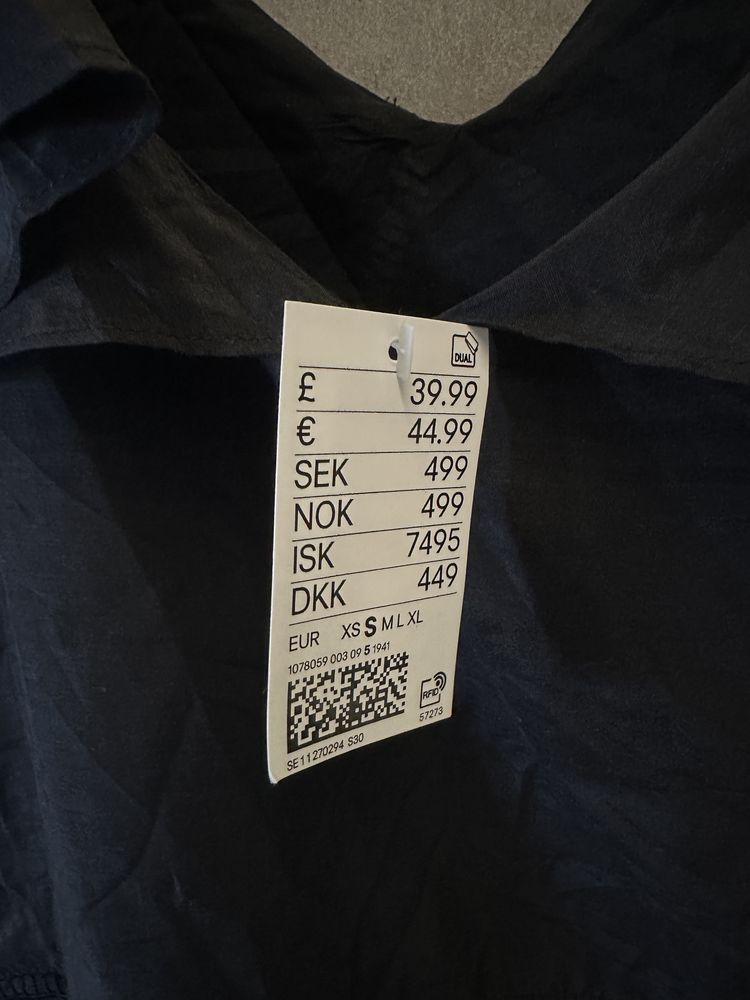 DUAL
£ 39.99
€ 44.99
SEK 499
NOK 499
ISK 7495
DKK 449
EUR XS S M L XL
1078059 003 09 5 1941
RFID
57273
SE11270294 S30